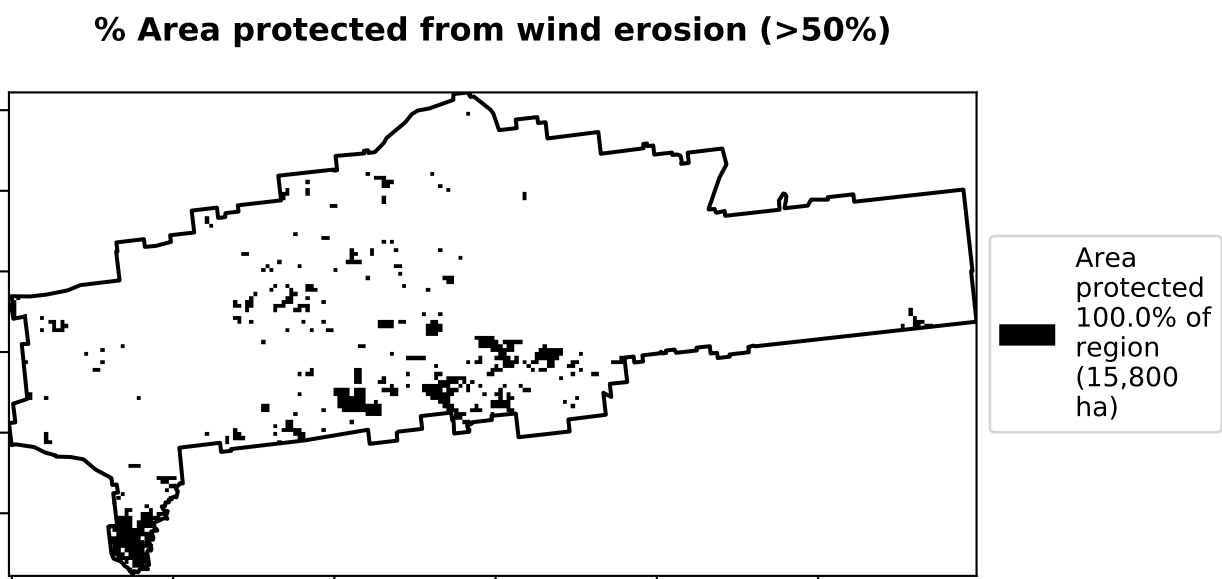 % Area protected from wind erosion (>50%)
Area
protected
100.0% of
region
(15,800
ha)